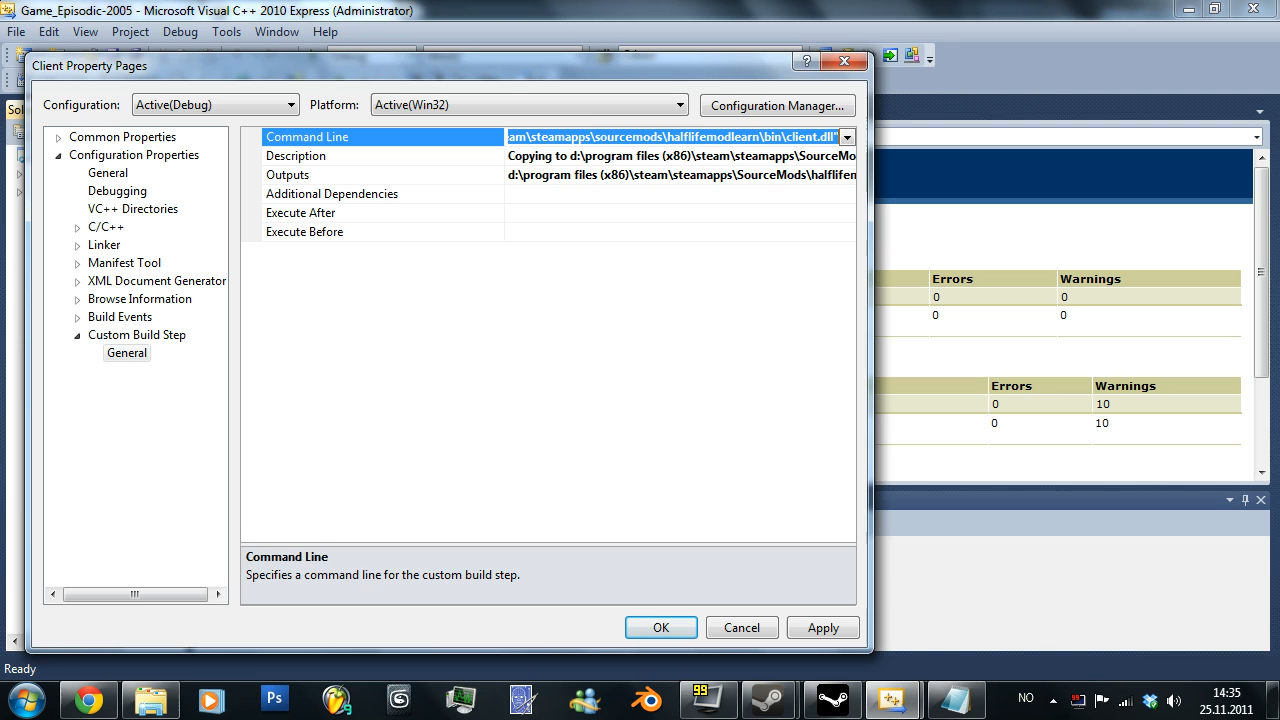 Game_Episodic-2005 - Microsoft Visual C++ 2010 Express (Administrator)
File Edit View Project Debug Tools Window Help
Client Property Pages
Configuration: Active(Debug) Platform: Active(Win32) Configuration Manager...
Common Properties
Configuration Properties
General
Debugging
VC++ Directories
C/C++
Linker
Manifest Tool
XML Document Generator
Browse Information
Build Events
Custom Build Step
General
Command Line am\steamapps\sourcemods\halflifemodlearn\bin\client.dll"
Description Copying to d:\program files (x86)\steam\steamapps\SourceMo
Outputs d:\program files (x86)\steam\steamapps\SourceMods\halflifem
Additional Dependencies
Execute After
Execute Before
Command Line
Specifies a command line for the custom build step.
OK Cancel Apply
Errors Warnings
0 0
0 0
Errors Warnings
0 10
0 10
Ready
Ps
99
NO
99
14:35
25.11.2011